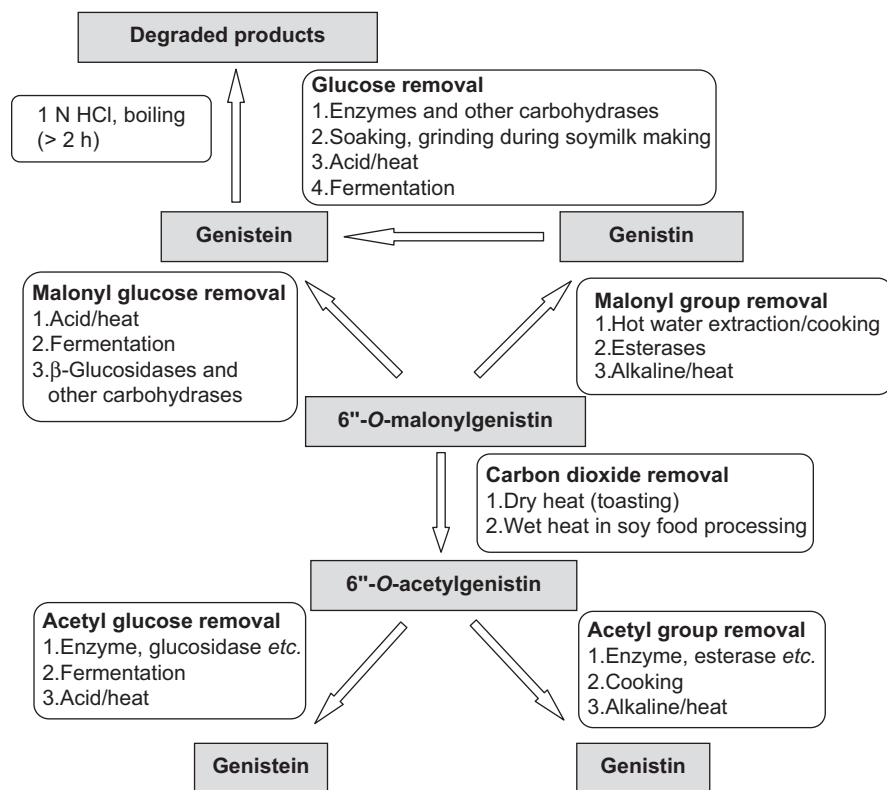 Degraded products
1 N HCl, boiling
(> 2 h)
Glucose removal
1.Enzymes and other carbohydrases
2.Soaking, grinding during soymilk making
3.Acid/heat
4.Fermentation
Genistein
Genistin
Malonyl glucose removal
1.Acid/heat
2.Fermentation
3.β-Glucosidases and
other carbohydrases
Malonyl group removal
1.Hot water extraction/cooking
2.Esterases
3.Alkaline/heat
6"-O-malonylgenistin
Carbon dioxide removal
1.Dry heat (toasting)
2.Wet heat in soy food processing
6"-O-acetylgenistin
Acetyl glucose removal
1.Enzyme, glucosidase etc.
2.Fermentation
3.Acid/heat
Acetyl group removal
1.Enzyme, esterase etc.
2.Cooking
3.Alkaline/heat
Genistein
Genistin